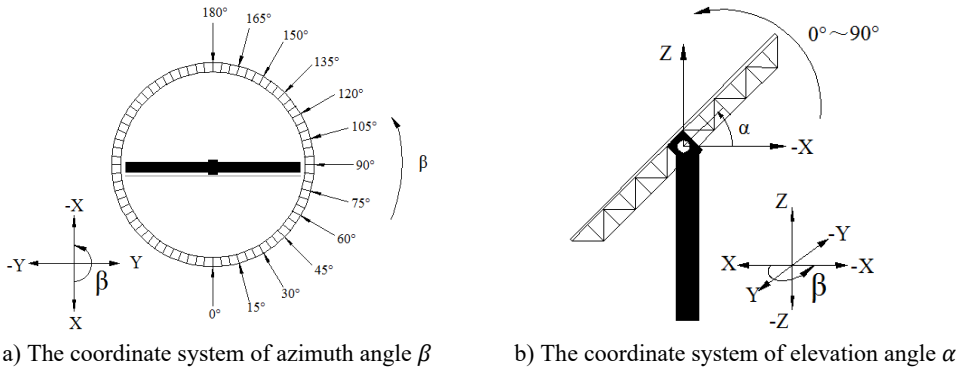 180°
165°
150°
135°
120°
105°
90°
75°
60°
45°
30°
15°
0°
β
-X
-Y
Y
β
X
Z
0°～90°
α
-X
Z
-Y
X
-X
Y
β
-Z
a) The coordinate system of azimuth angle β
b) The coordinate system of elevation angle α